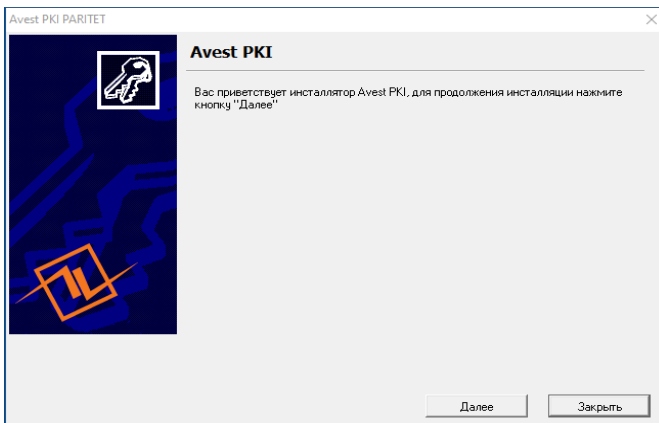 Avest PKI PARITET
Avest PKI
Вас приветствует инсталлятор Avest PKI, для продолжения инсталляции нажмите
кнопку "Далее"
Далее
Закрыть